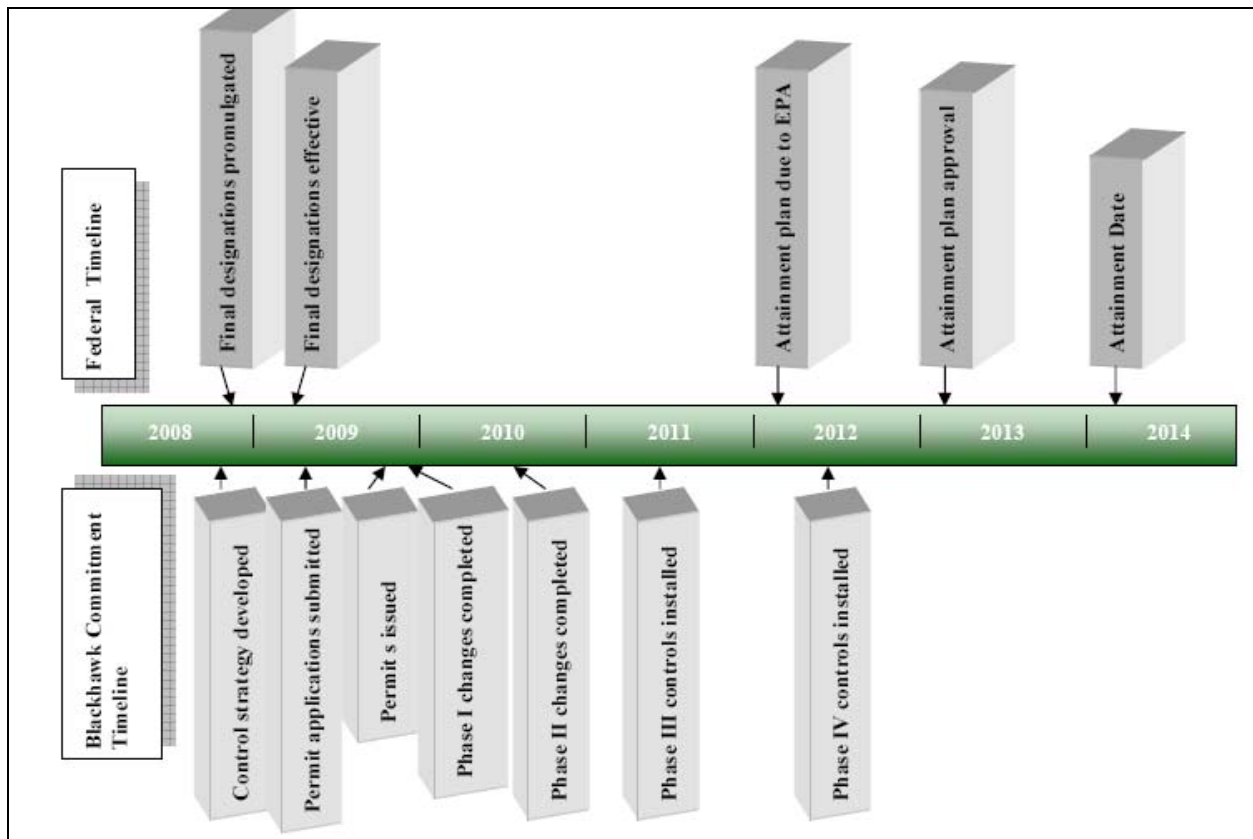 Federal Timeline
Final designations promulgated
Final designations effective
Attainment plan due to EPA
Attainment plan approval
Attainment Date
2008
2009
2010
2011
2012
2013
2014
Blackhawk Commitment
Timeline
Control strategy developed
Permit applications submitted
Permit s issued
Phase I changes completed
Phase II changes completed
Phase III controls installed
Phase IV controls installed